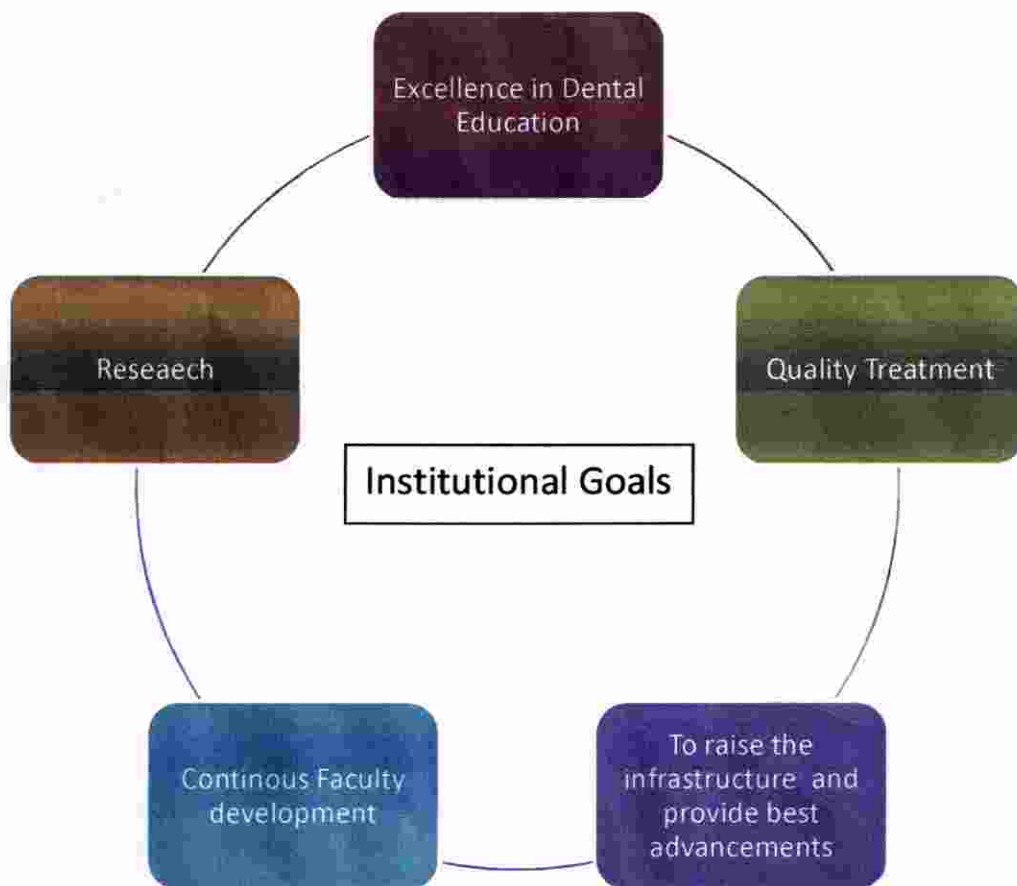 Excellence in Dental
Education
Quality Treatment
To raise the
infrastructure and
provide best
advancements
Continous Faculty
development
Reseaech
Institutional Goals